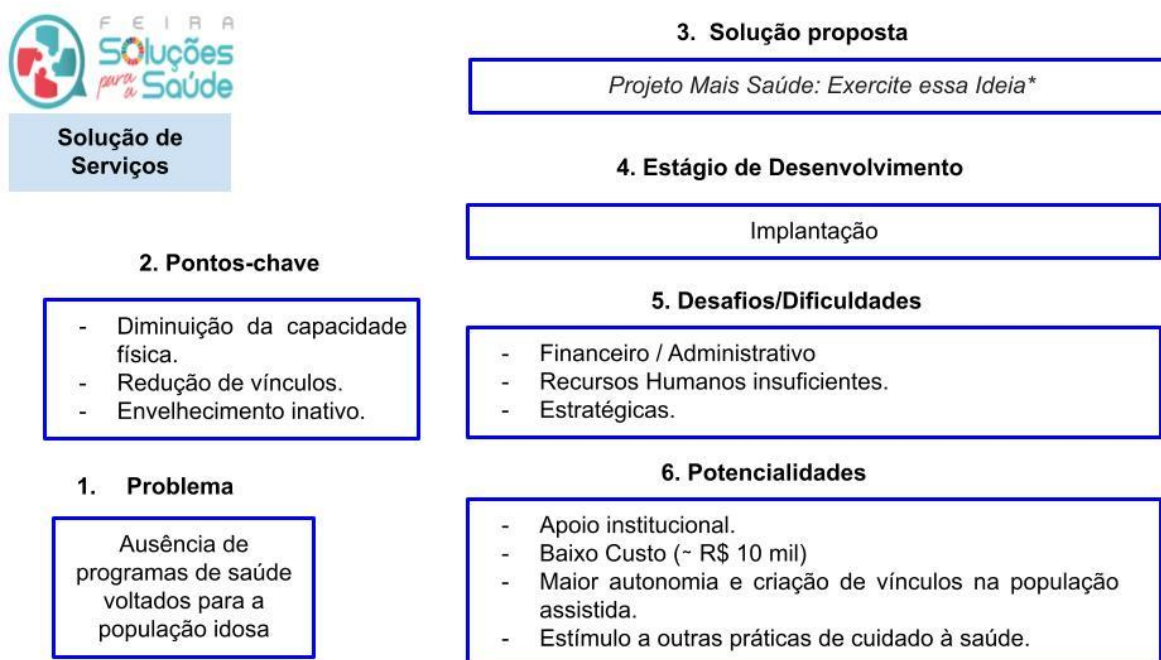 FEIRA
SOluções
para
a Saúde
Solução de
Serviços
3. Solução proposta
Projeto Mais Saúde: Exercite essa Ideia*
4. Estágio de Desenvolvimento
Implantação
2. Pontos-chave
- Diminuição da capacidade
física.
- Redução de vínculos.
- Envelhecimento inativo.
5. Desafios/Dificuldades
- Financeiro / Administrativo
- Recursos Humanos insuficientes.
- Estratégicas.
1. Problema
Ausência de
programas de saúde
voltados para a
população idosa
6. Potencialidades
- Apoio institucional.
- Baixo Custo (~ R$ 10 mil)
- Maior autonomia e criação de vínculos na população
assistida.
- Estímulo a outras práticas de cuidado à saúde.